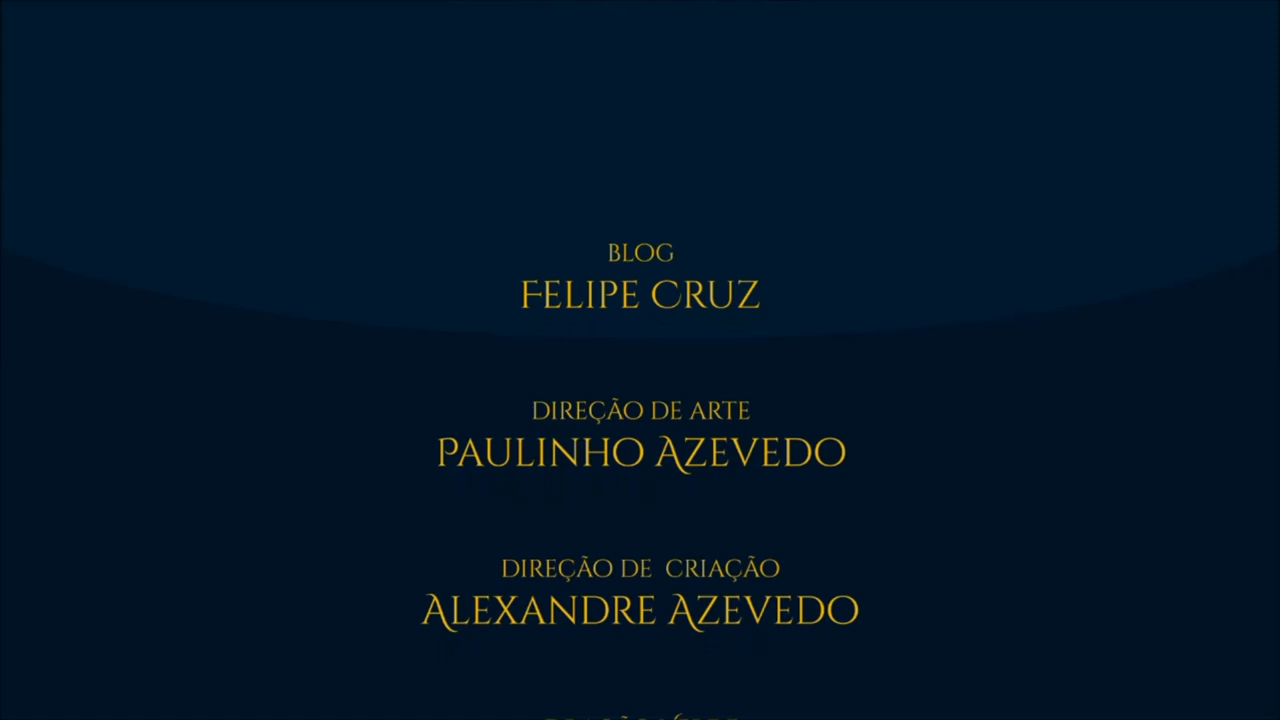 BLOG
FELIPE CRUZ
DIREÇÃO DE ARTE
PAULINHO AZEVEDO
DIREÇÃO DE CRIAÇÃO
ALEXANDRE AZEVEDO